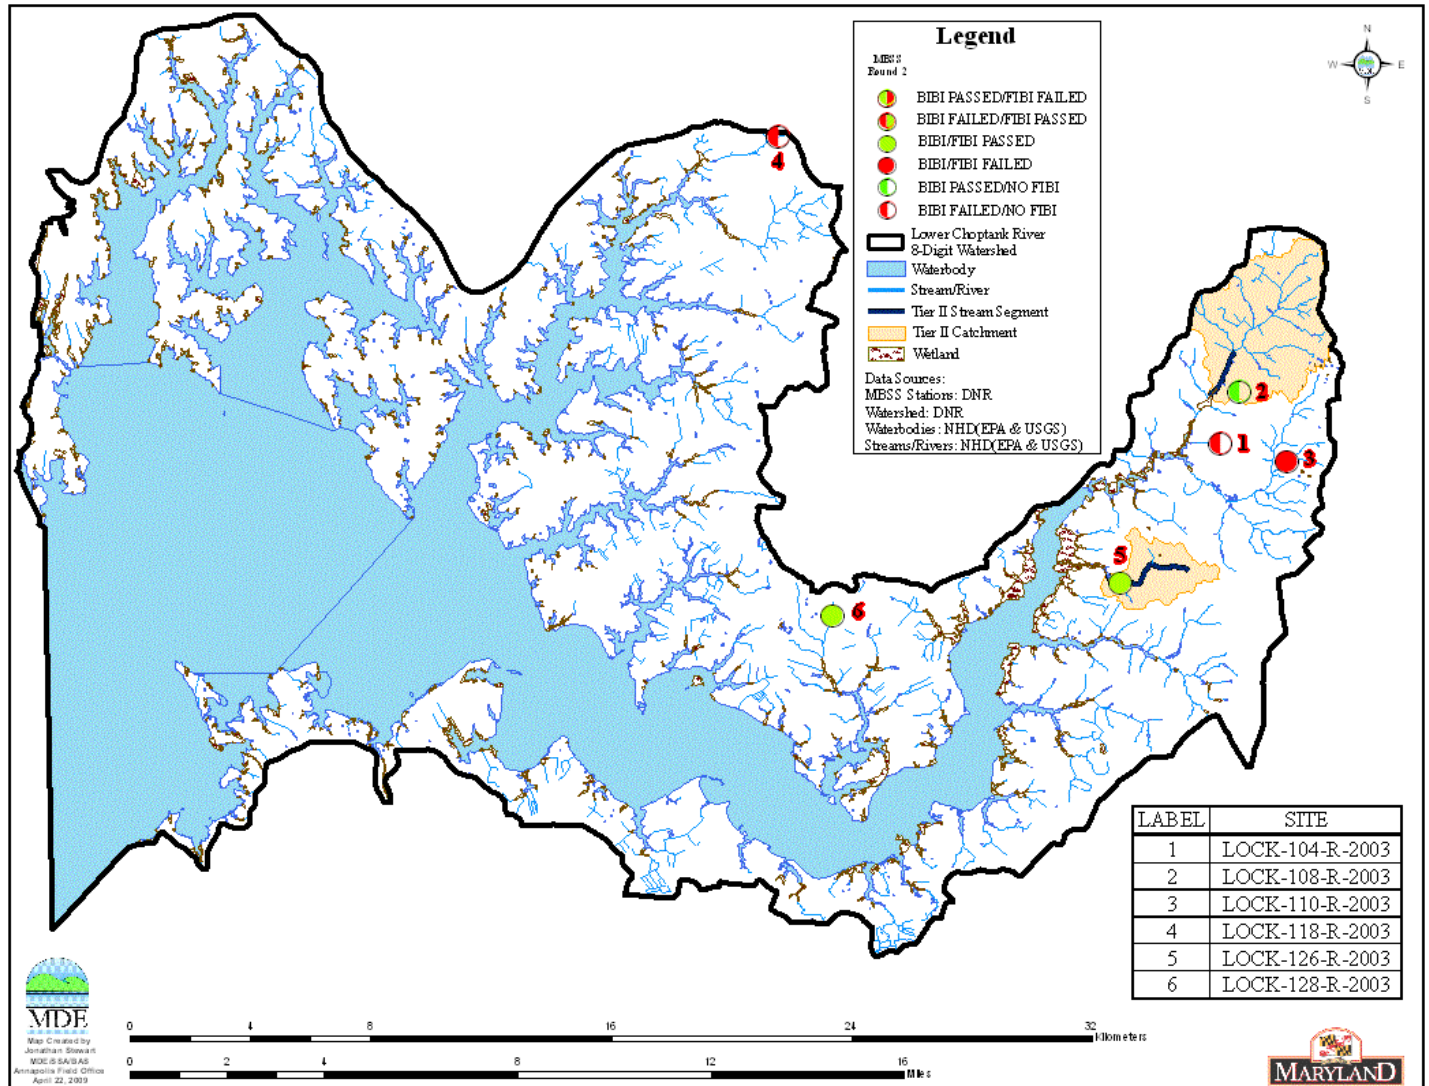 Legend
MBSS
Round 2
BIBI PASSED/FIBI FAILED
BIBI FAILED/FIBI PASSED
BIBI/FIBI PASSED
BIBI/FIBI FAILED
BIBI PASSED/NO FIBI
BIBI FAILED/NO FIBI
Lower Choptank River
8-Digit Watershed
Waterbody
Stream/River
Tier II Stream Segment
Tier II Catchment
Wetland
Data Sources:
MBSS Stations: DNR
Watershed: DNR
Waterbodies: NHD(EPA & USGS)
Streams/Rivers: NHD(EPA & USGS)
N
W E
S
4
2
1
3
5
6
LABEL SITE
1 LOCK-104-R-2003
2 LOCK-108-R-2003
3 LOCK-110-R-2003
4 LOCK-118-R-2003
5 LOCK-126-R-2003
6 LOCK-128-R-2003
MDE
Map Created by
Jonathan Stewart
MDE/SSA/BAS
Annapolis Field Office
April 22, 2009
0 4 8 16 24 32
Kilometers
0 2 4 8 12 16
Miles
MARYLAND